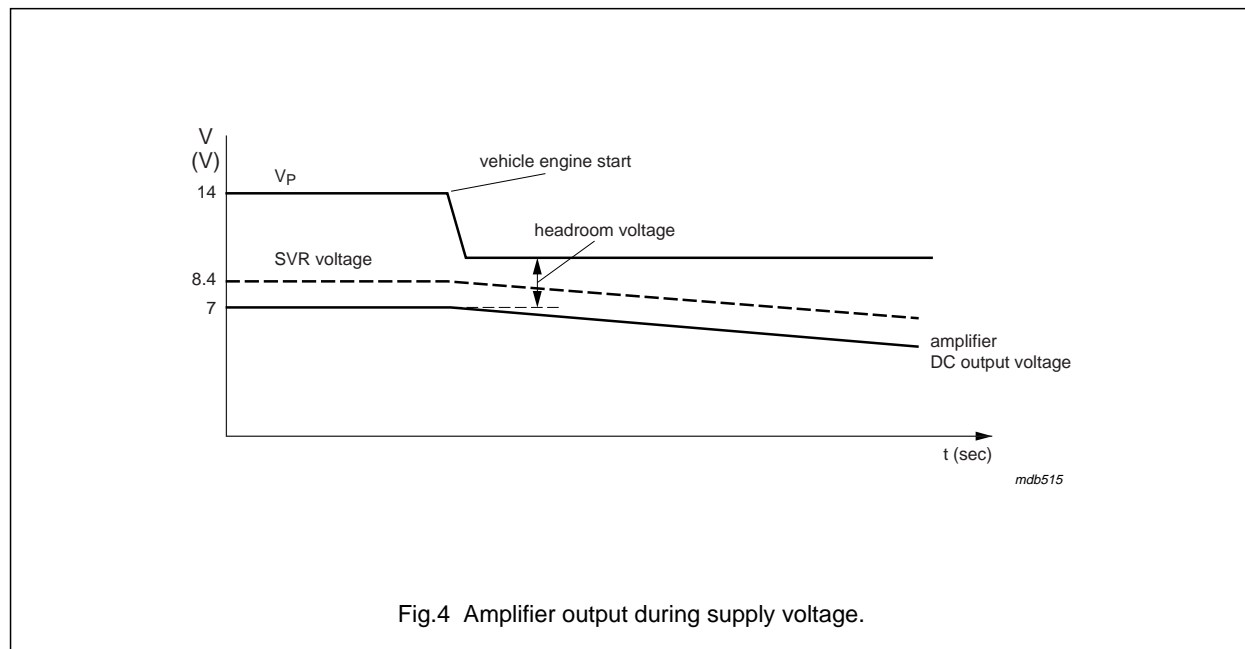 V
(V)
vehicle engine start
V_P
14
headroom voltage
SVR voltage
8.4
7
amplifier
DC output voltage
t (sec)
mdb515
Fig.4 Amplifier output during supply voltage.